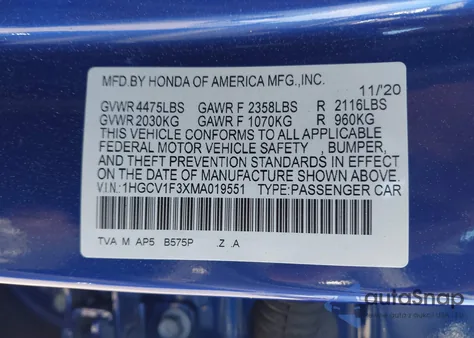 MFD.BY HONDA OF AMERICA MFG.,INC. 11/'20
GVWR 4475LBS GAWR F 2358LBS R 2116LBS
GVWR 2030KG GAWR F 1070KG R 960KG
THIS VEHICLE CONFORMS TO ALL APPLICABLE
FEDERAL MOTOR VEHICLE SAFETY , BUMPER,
AND THEFT PREVENTION STANDARDS IN EFFECT
ON THE DATE OF MANUFACTURE SHOWN ABOVE.
V.I.N.:1HGCV1F3XMA019551 TYPE:PASSENGER CAR
TVA M AP5 B575P .Z .A
autoSnap